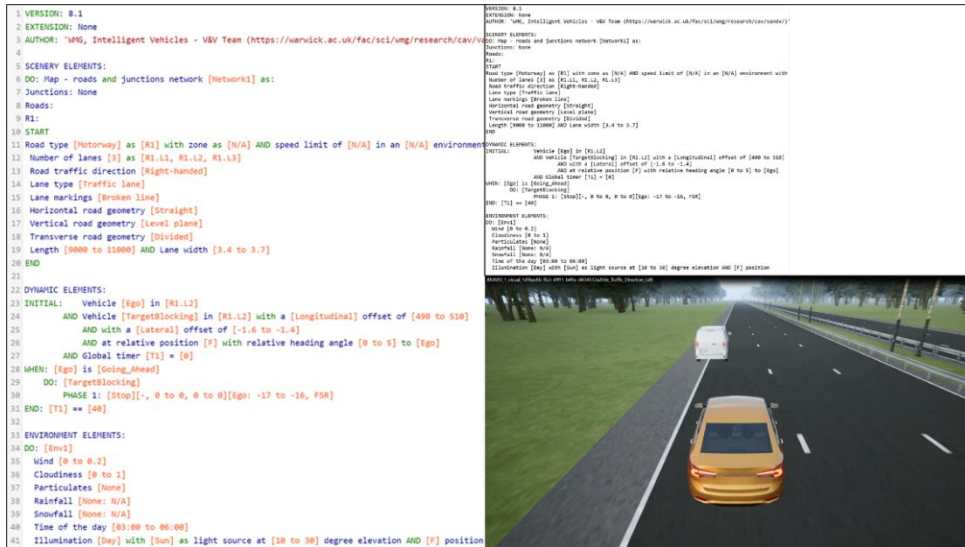 1 VERSION: 8.1
2 EXTENSION: None
3 AUTHOR: 'WMG, Intelligent Vehicles - V&V Team (https://warwick.ac.uk/fac/sci/wmg/research/cav/va
4
5 SCENERY ELEMENTS:
6 DO: Map - roads and junctions network [Network1] as:
7 Junctions: None
8 Roads:
9 R1:
10 START
11 Road type [Motorway] as [R1] with zone as [N/A] AND speed limit of [N/A] in an [N/A] environment
12 Number of lanes [3] as [R1.L1, R1.L2, R1.L3]
13 Road traffic direction [Right-handed]
14 Lane type [Traffic lane]
15 Lane markings [Broken line]
16 Horizontal road geometry [Straight]
17 Vertical road geometry [Level plane]
18 Transverse road geometry [Divided]
19 Length [9000 to 11000] AND Lane width [3.4 to 3.7]
20 END
21
22 DYNAMIC ELEMENTS:
23 INITIAL: Vehicle [Ego] in [R1.L2]
24 AND Vehicle [TargetBlocking] in [R1.L2] with a [Longitudinal] offset of [490 to 510]
25 AND with a [Lateral] offset of [-1.6 to -1.4]
26 AND at relative position [F] with relative heading angle [0 to 5] to [Ego]
27 AND Global timer [T1] = [0]
28 WHEN: [Ego] is [Going_Ahead]
29 DO: [TargetBlocking]
30 PHASE 1: [Stop][-, 0 to 0, 0 to 0][Ego: -17 to -16, FSR]
31 END: [T1] == [40]
32
33 ENVIRONMENT ELEMENTS:
34 DO: [Env1]
35 Wind [0 to 0.2]
36 Cloudiness [0 to 1]
37 Particulates [None]
38 Rainfall [None: N/A]
39 Snowfall [None: N/A]
40 Time of the day [03:00 to 06:00]
41 Illumination [Day] with [Sun] as light source at [10 to 30] degree elevation AND [F] position
VERSION: 8.1
EXTENSION: None
AUTHOR: 'WMG, Intelligent Vehicles - V&V Team (https://warwick.ac.uk/fac/sci/wmg/research/cav/vandv/)'
SCENERY ELEMENTS:
DO: Map - roads and junctions network [Network1] as:
Junctions: None
Roads:
R1:
START
Road type [Motorway] as [R1] with zone as [N/A] AND speed limit of [N/A] in an [N/A] environment with
Number of lanes [3] as [R1.L1, R1.L2, R1.L3]
Road traffic direction [Right-handed]
Lane type [Traffic lane]
Lane markings [Broken line]
Horizontal road geometry [Straight]
Vertical road geometry [Level plane]
Transverse road geometry [Divided]
Length [9000 to 11000] AND Lane width [3.4 to 3.7]
END
DYNAMIC ELEMENTS:
INITIAL: Vehicle [Ego] in [R1.L2]
AND Vehicle [TargetBlocking] in [R1.L2] with a [Longitudinal] offset of [490 to 510]
AND with a [Lateral] offset of [-1.6 to -1.4]
AND at relative position [F] with relative heading angle [0 to 5] to [Ego]
AND Global timer [T1] = [0]
WHEN: [Ego] is [Going_Ahead]
DO: [TargetBlocking]
PHASE 1: [Stop][-, 0 to 0, 0 to 0][Ego: -17 to -16, FSR]
END: [T1] == [40]
ENVIRONMENT ELEMENTS:
DO: [Env1]
Wind [0 to 0.2]
Cloudiness [0 to 1]
Particulates [None]
Rainfall [None: N/A]
Snowfall [None: N/A]
Time of the day [03:00 to 06:00]
Illumination [Day] with [Sun] as light source at [10 to 30] degree elevation AND [F] position